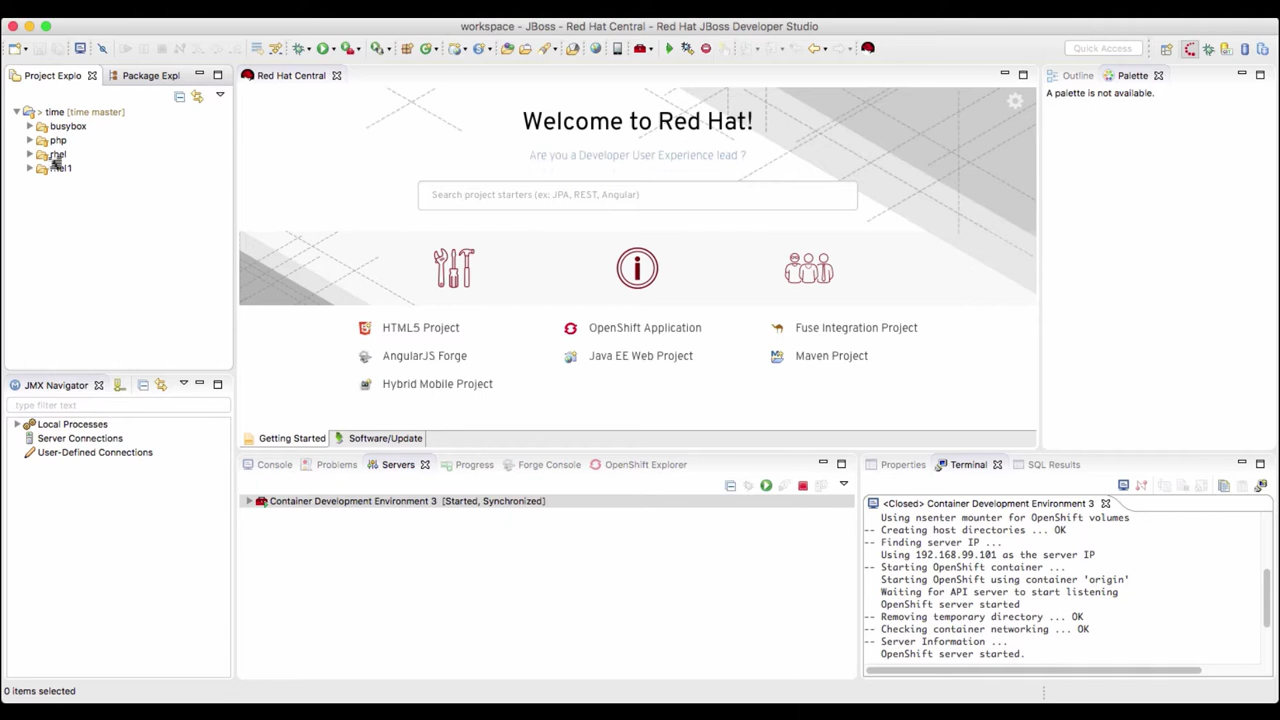 workspace - JBoss - Red Hat Central - Red Hat JBoss Developer Studio
Quick Access
Project Explo
Package Expl
Red Hat Central
Outline
Palette
A palette is not available.
> time [time master]
busybox
php
rhel
Welcome to Red Hat!
Are you a Developer User Experience lead ?
Search project starters (ex: JPA, REST, Angular)
HTML5 Project
OpenShift Application
Fuse Integration Project
AngularJS Forge
Java EE Web Project
Maven Project
Hybrid Mobile Project
Getting Started
Software/Update
JMX Navigator
type filter text
Local Processes
Server Connections
User-Defined Connections
Console
Problems
Servers
Progress
Forge Console
OpenShift Explorer
Container Development Environment 3 [Started, Synchronized]
Properties
Terminal
SQL Results
<Closed> Container Development Environment 3
Using nsenter mounter for OpenShift volumes
-- Creating host directories ... OK
-- Finding server IP ...
Using 192.168.99.101 as the server IP
-- Starting OpenShift container ...
Starting OpenShift using container 'origin'
Waiting for API server to start listening
OpenShift server started
-- Removing temporary directory ... OK
-- Checking container networking ... OK
-- Server Information ...
OpenShift server started.
0 items selected